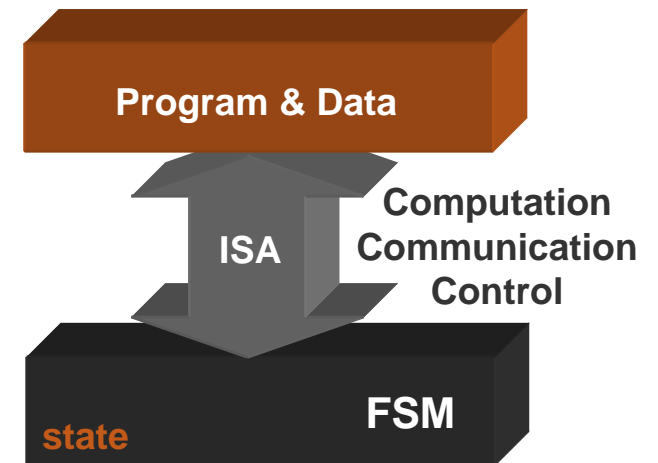 Program & Data
ISA
Computation
Communication
Control
FSM
state